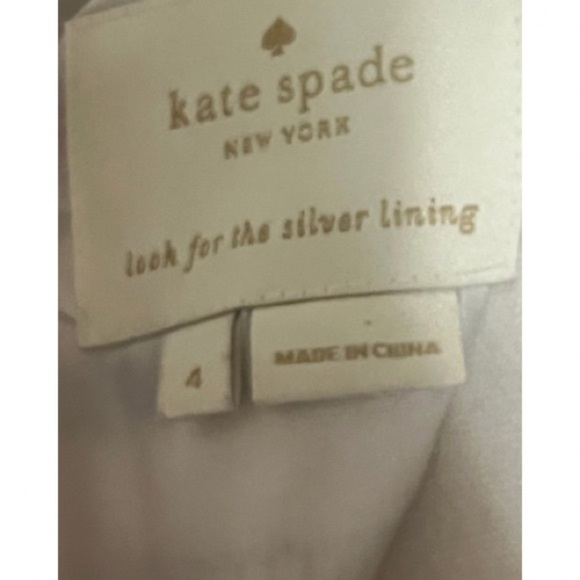 kate spade
NEW YORK
look for the silver lining
4
MADE IN CHINA